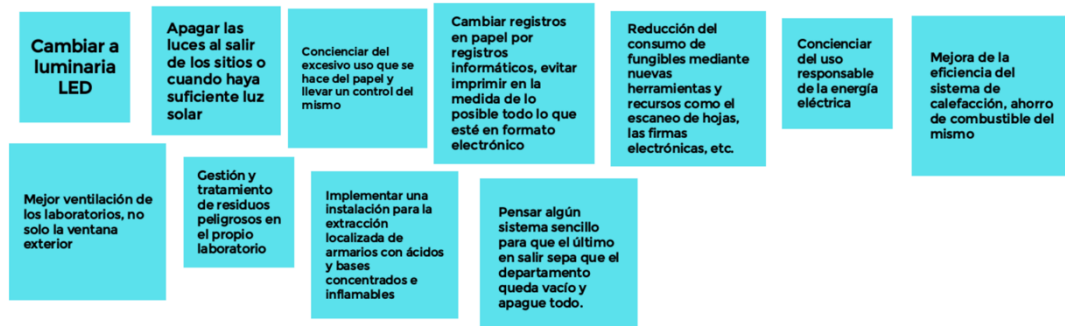 Cambiar a
luminaria
LED
Apagar las
luces al salir
de los sitios o
cuando haya
suficiente luz
solar
Concienciar del
excesivo uso que se
hace del papel y
llevar un control del
mismo
Cambiar registros
en papel por
registros
informáticos, evitar
imprimir en la
medida de lo
posible todo lo que
esté en formato
electrónico
Reducción del
consumo de
fungibles mediante
nuevas
herramientas y
recursos como el
escaneo de hojas,
las firmas
electrónicas, etc.
Concienciar
del uso
responsable
de la energía
eléctrica
Mejora de la
eficiencia del
sistema de
calefacción, ahorro
de combustible del
mismo
Mejor ventilación de
los laboratorios, no
solo la ventana
exterior
Gestión y
tratamiento
de residuos
peligrosos en
el propio
laboratorio
Implementar una
instalación para la
extracción
localizada de
armarios con ácidos
y bases
concentrados e
inflamables
Pensar algún
sistema sencillo
para que el último
en salir sepa que el
departamento
queda vacío y
apague todo.